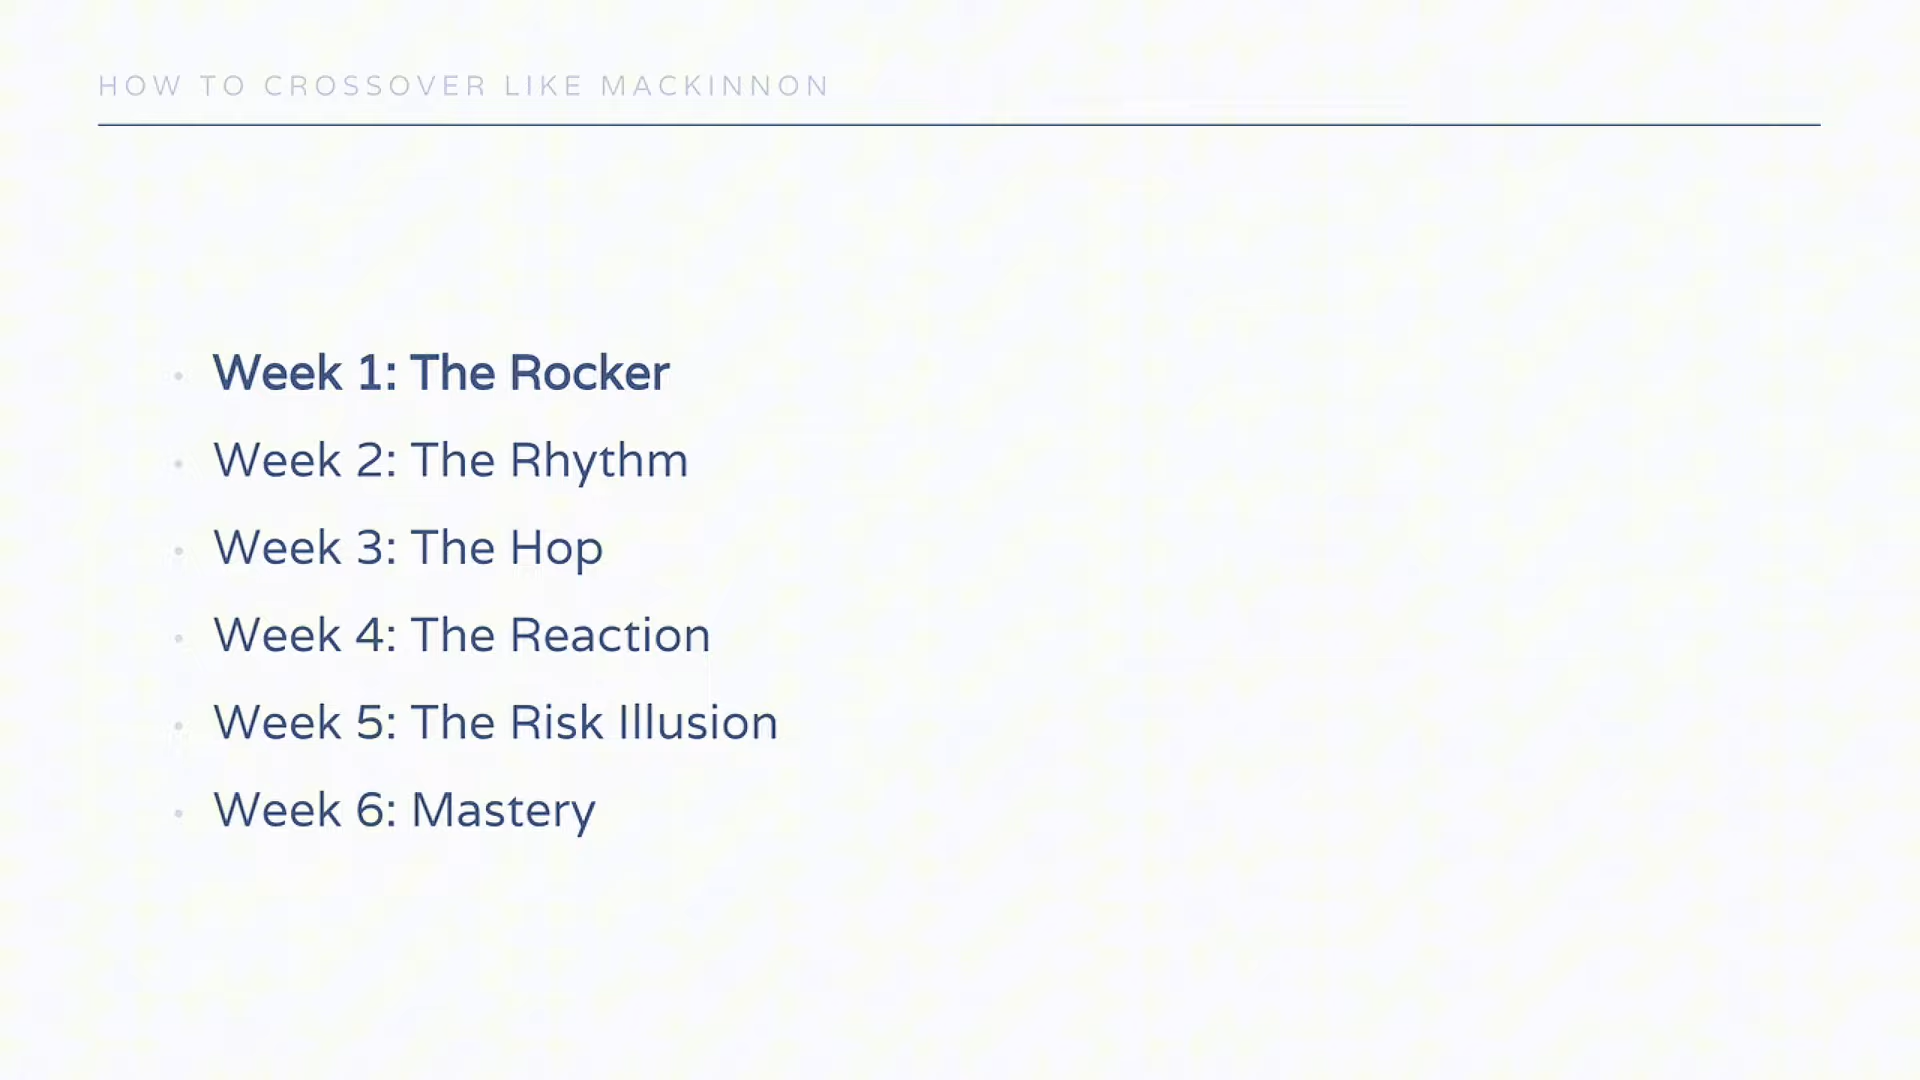 HOW TO CROSSOVER LIKE MACKINNON
Week 1: The Rocker
Week 2: The Rhythm
Week 3: The Hop
Week 4: The Reaction
Week 5: The Risk Illusion
Week 6: Mastery